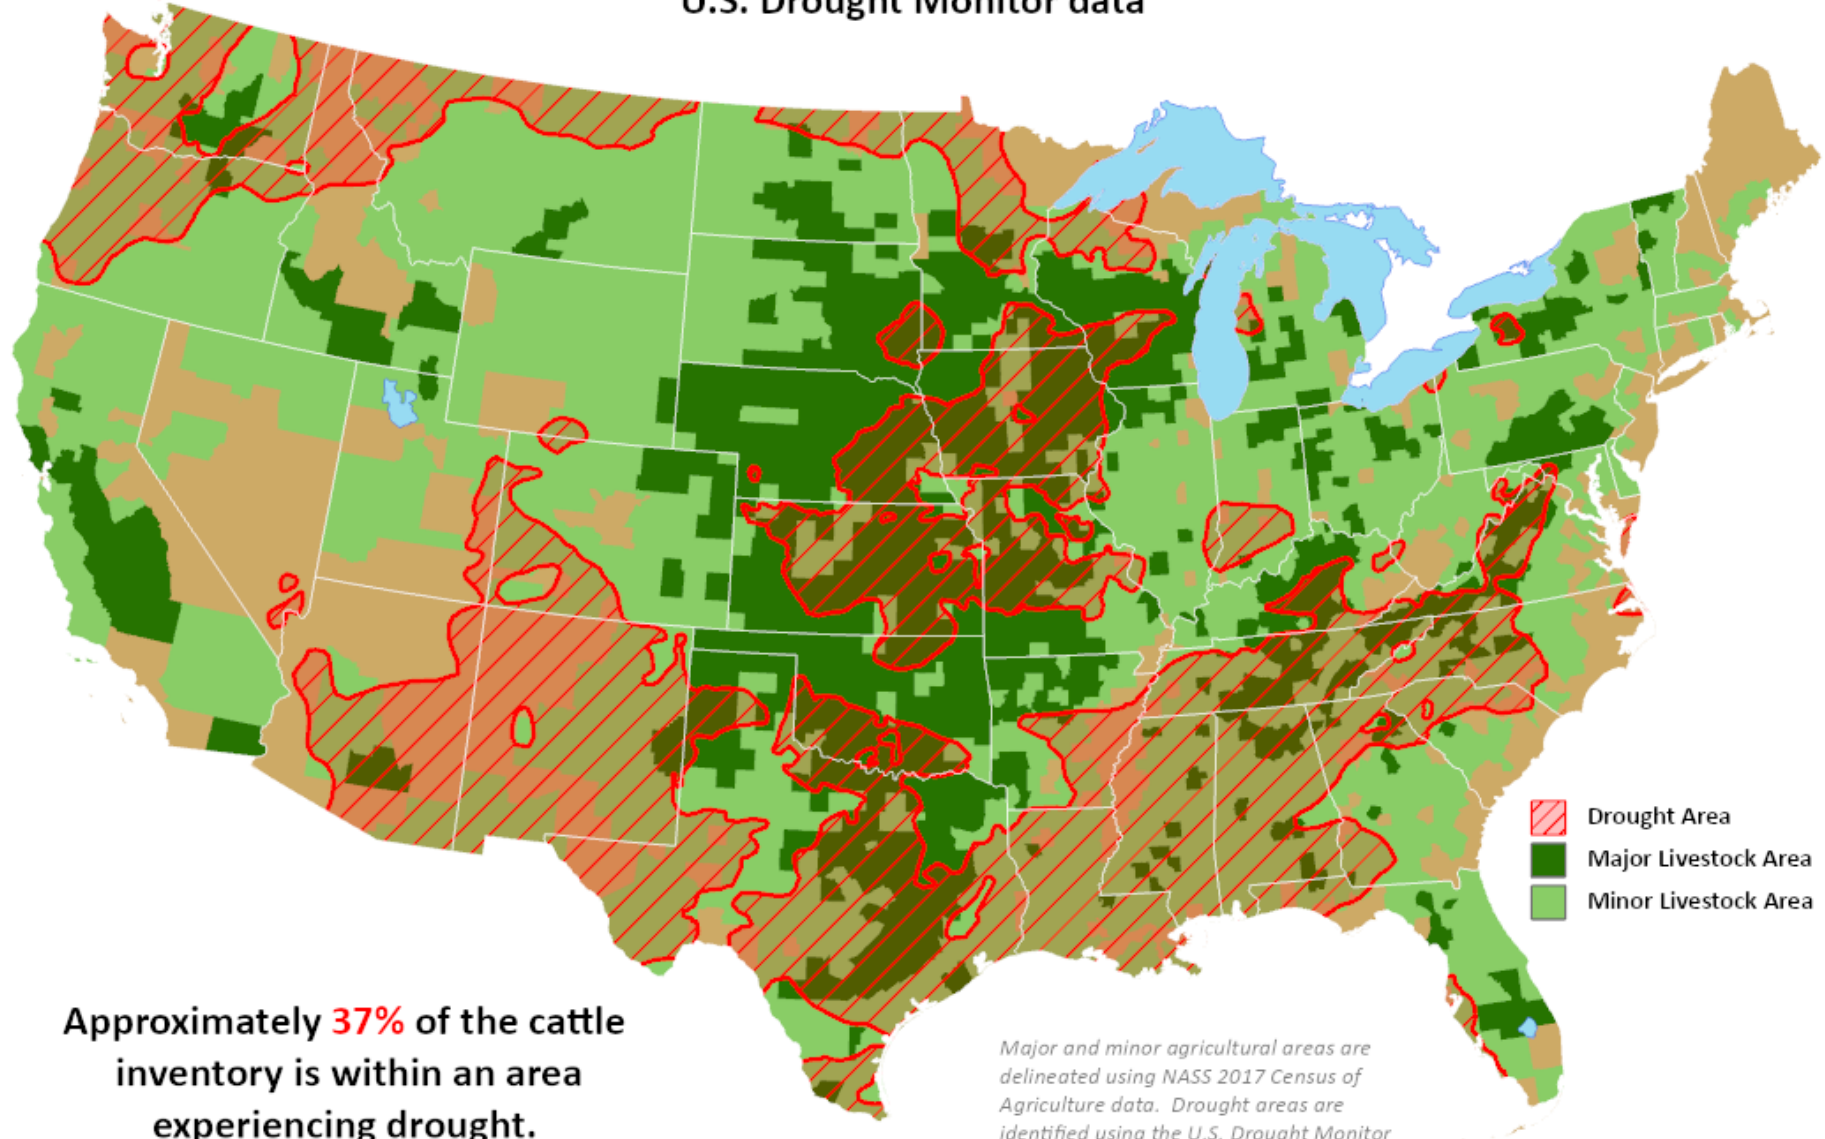 U.S. Drought Monitor data
Drought Area
Major Livestock Area
Minor Livestock Area
Approximately 37% of the cattle
inventory is within an area
experiencing drought.
Major and minor agricultural areas are
delineated using NASS 2017 Census of
Agriculture data. Drought areas are
identified using the U.S. Drought Monitor